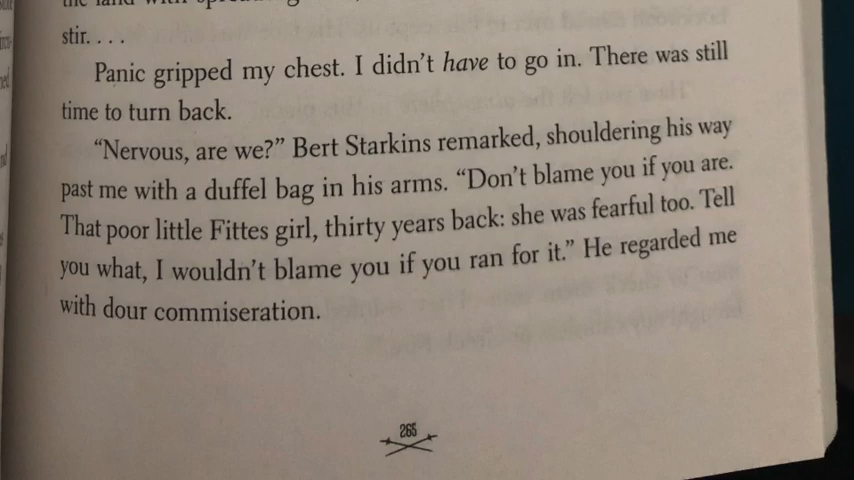 the land with
stir. . . .
Panic gripped my chest. I didn't have to go in. There was still
time to turn back.
“Nervous, are we?” Bert Starkins remarked, shouldering his way
past me with a duffel bag in his arms. “Don't blame you if you are.
That poor little Fittes girl, thirty years back: she was fearful too. Tell
you what, I wouldn't blame you if you ran for it.” He regarded me
with dour commiseration.
265